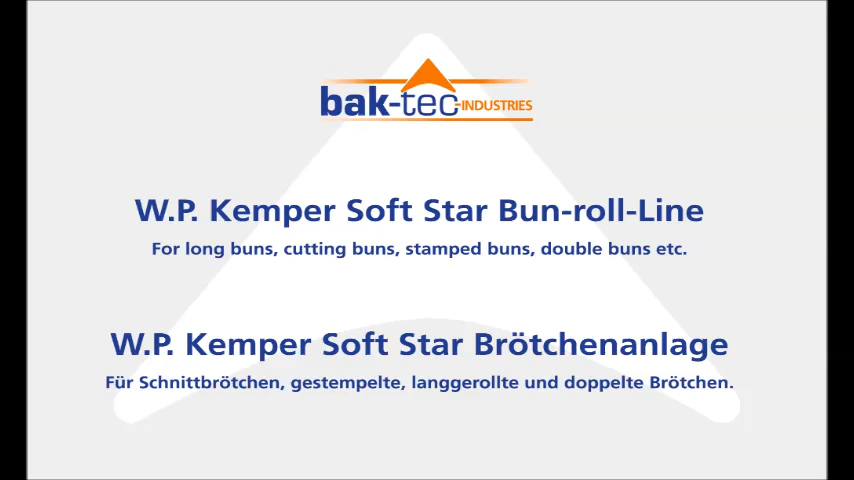 bak-tec-INDUSTRIES
W.P. Kemper Soft Star Bun-roll-Line
For long buns, cutting buns, stamped buns, double buns etc.
W.P. Kemper Soft Star Brötchenanlage
Für Schnittbrötchen, gestempelte, langgerollte und doppelte Brötchen.